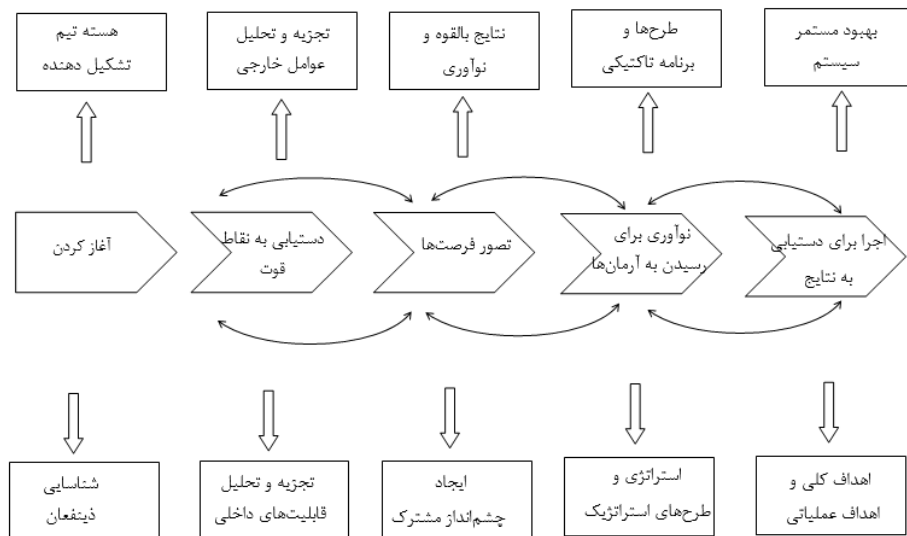 هسته تیم
تشکیل دهنده
تجزیه و تحلیل
عوامل خارجی
نتایج بالقوه و
نوآوری
طرح‌ها و
برنامه تاکتیکی
بهبود مستمر
سیستم
آغاز کردن
دستیابی به نقاط
قوت
تصور فرصت‌ها
نوآوری برای
رسیدن به آرمان‌ها
اجرا برای دستیابی
به نتایج
شناسایی
ذینفعان
تجزیه و تحلیل
قابلیت‌های داخلی
ایجاد
چشم‌انداز مشترک
استراتژی و
طرح‌های استراتژیک
اهداف کلی و
اهداف عملیاتی